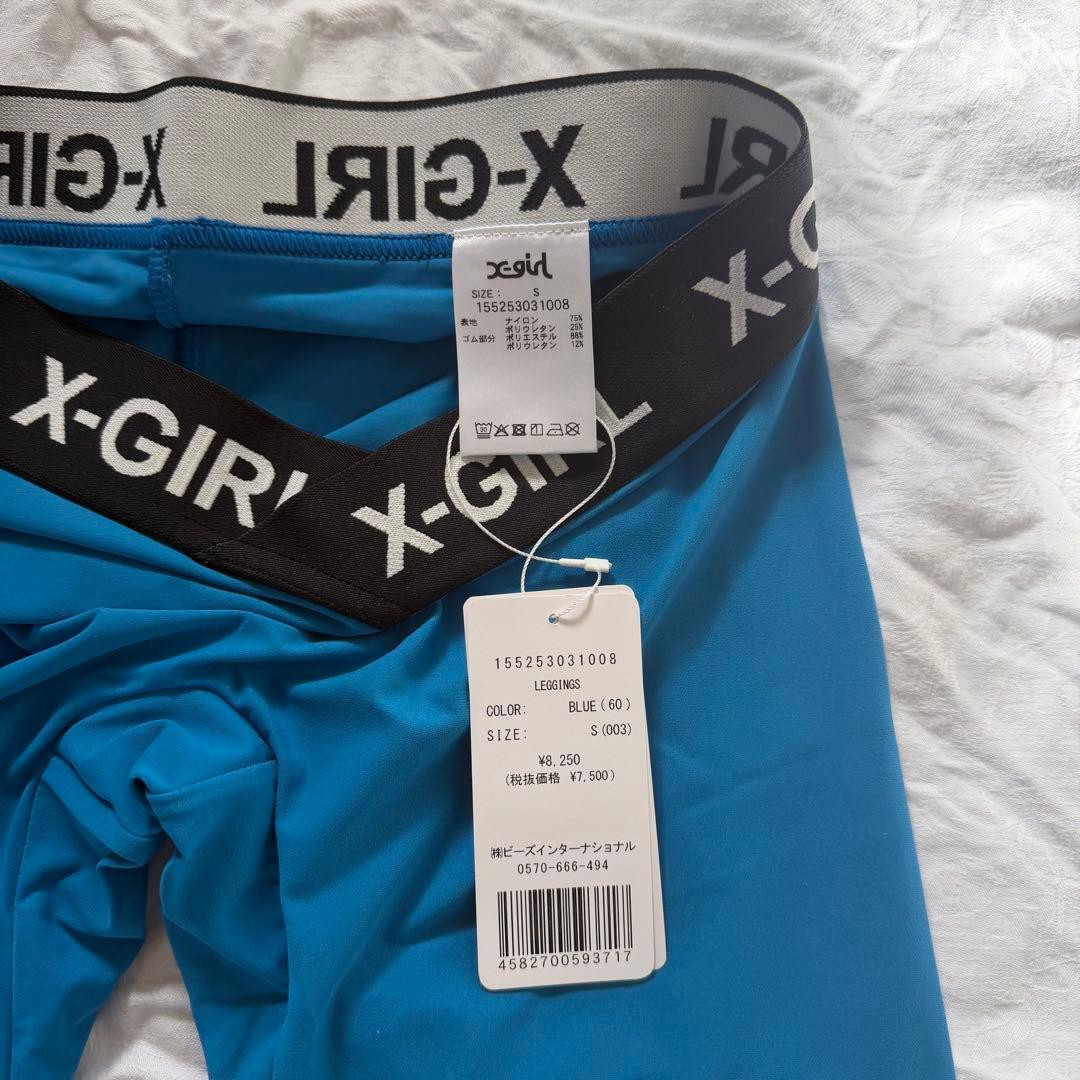 X-GIRL
X-GIRL
X-GIRL
X-GIRL
x-girl
SIZE: S
155253031008
表地 ナイロン 75%
ポリウレタン 25%
ゴム部分 ポリエステル 88%
ポリウレタン 12%
30
155253031008
LEGGINGS
COLOR: BLUE(60)
SIZE: S(003)
¥8,250
(税抜価格 ¥7,500)
㈱ビーズインターナショナル
0570-666-494
4582700593717